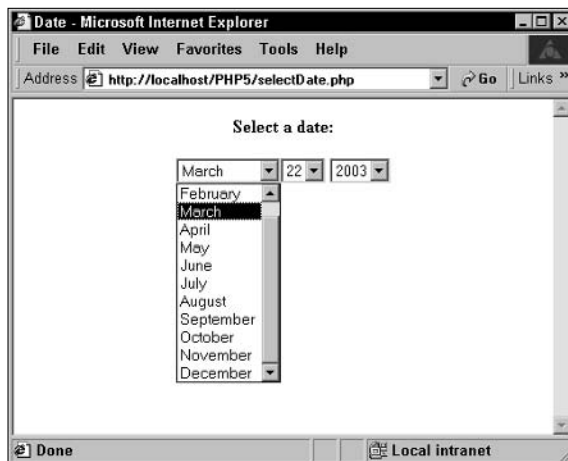 Date - Microsoft Internet Explorer
File Edit View Favorites Tools Help
Address http://localhost/PHP5/selectDate.php Go Links »
Select a date:
March 22 2003
February
March
April
May
June
July
August
September
October
November
December
Done Local intranet